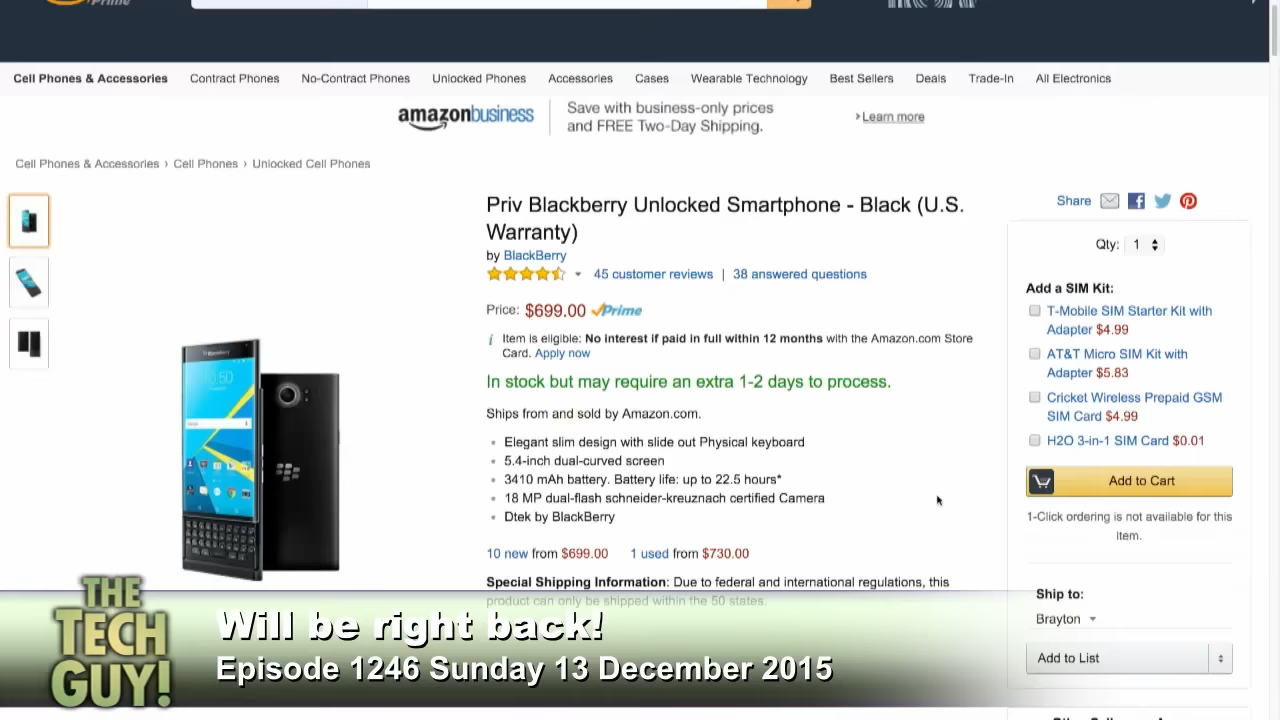 Prime
Cell Phones & Accessories Contract Phones No-Contract Phones Unlocked Phones Accessories Cases Wearable Technology Best Sellers Deals Trade-In All Electronics
amazonbusiness
Save with business-only prices
and FREE Two-Day Shipping.
› Learn more
Cell Phones & Accessories › Cell Phones › Unlocked Cell Phones
Priv Blackberry Unlocked Smartphone - Black (U.S.
Warranty)
by BlackBerry
45 customer reviews | 38 answered questions
Price: $699.00 Prime
Item is eligible: No interest if paid in full within 12 months with the Amazon.com Store
Card. Apply now
In stock but may require an extra 1-2 days to process.
Ships from and sold by Amazon.com.
Elegant slim design with slide out Physical keyboard
5.4-inch dual-curved screen
3410 mAh battery. Battery life: up to 22.5 hours*
18 MP dual-flash schneider-kreuznach certified Camera
Dtek by BlackBerry
10 new from $699.00 1 used from $730.00
Special Shipping Information: Due to federal and international regulations, this
product can only be shipped within the 50 states.
Share
Qty: 1
Add a SIM Kit:
T-Mobile SIM Starter Kit with
Adapter $4.99
AT&T Micro SIM Kit with
Adapter $5.83
Cricket Wireless Prepaid GSM
SIM Card $4.99
H2O 3-in-1 SIM Card $0.01
Add to Cart
1-Click ordering is not available for this
item.
Ship to:
Brayton
Add to List
THE
TECH
GUY!
Will be right back!
Episode 1246 Sunday 13 December 2015